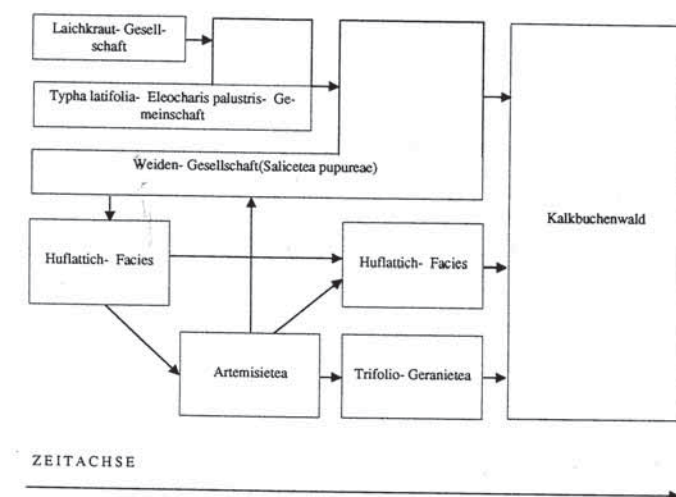 Laichkraut- Gesell-
schaft
Typha latifolia- Eleocharis palustris- Ge-
meinschaft
Weiden- Gesellschaft(Salicetea pupureae)
Kalkbuchenwald
Huflattich- Facies
Huflattich- Facies
Artemisietea
Trifolio- Geranietea
ZEITACHSE